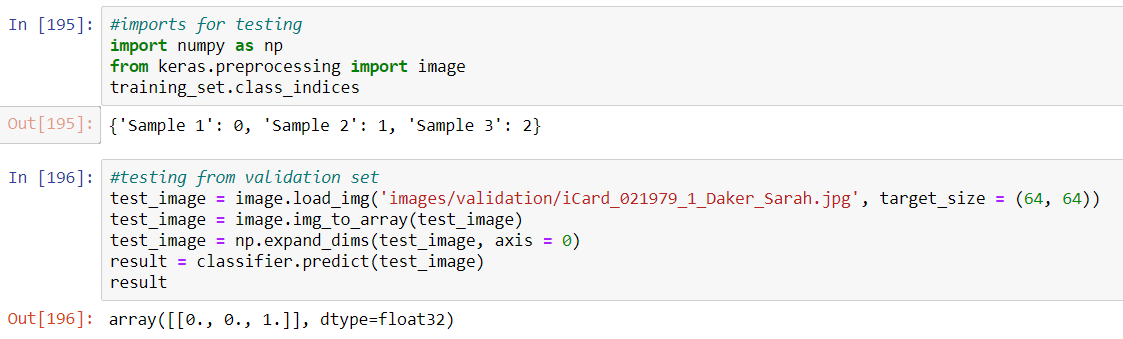 In [195]: #imports for testing
import numpy as np
from keras.preprocessing import image
training_set.class_indices
Out[195]: {'Sample 1': 0, 'Sample 2': 1, 'Sample 3': 2}
In [196]: #testing from validation set
test_image = image.load_img('images/validation/iCard_021979_1_Daker_Sarah.jpg', target_size = (64, 64))
test_image = image.img_to_array(test_image)
test_image = np.expand_dims(test_image, axis = 0)
result = classifier.predict(test_image)
result
Out[196]: array([[0., 0., 1.]], dtype=float32)